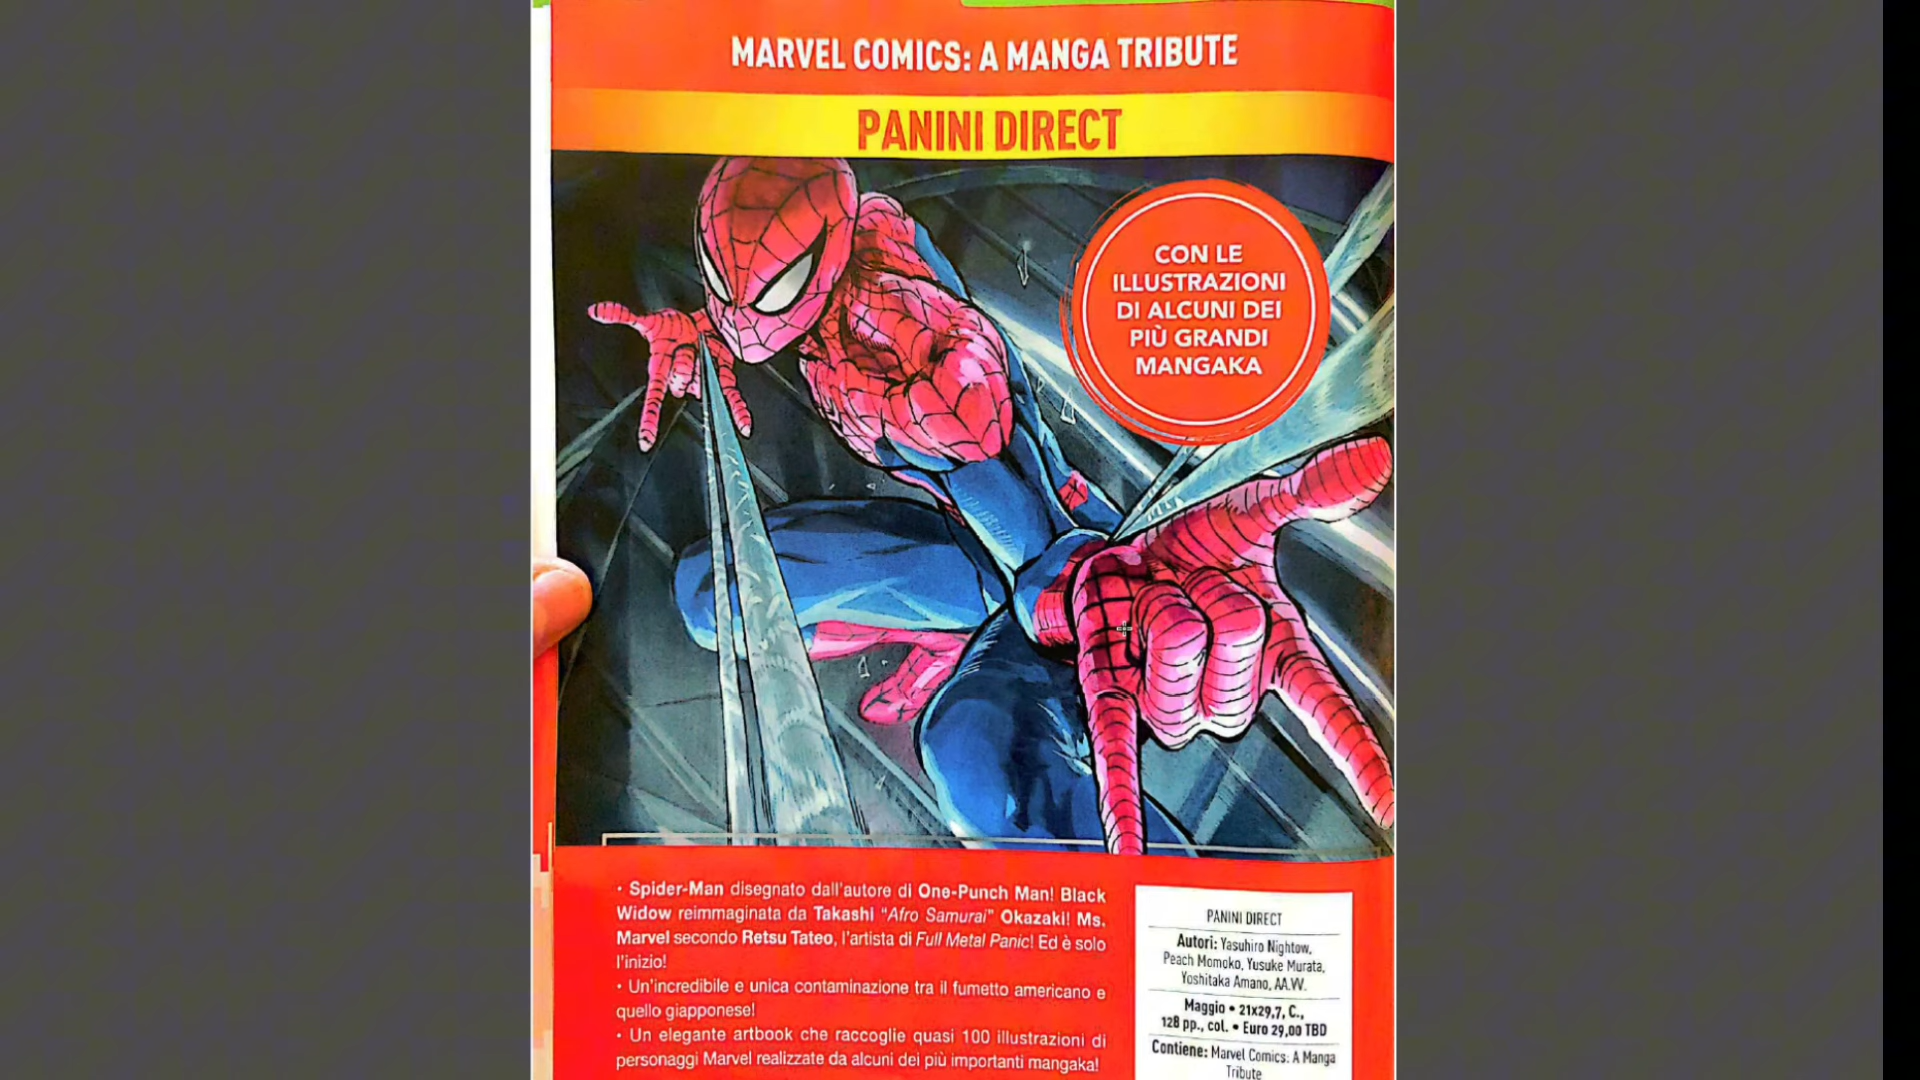 MARVEL COMICS: A MANGA TRIBUTE
PANINI DIRECT
CON LE
ILLUSTRAZIONI
DI ALCUNI DEI
PIÙ GRANDI
MANGAKA
• Spider-Man disegnato dall'autore di One-Punch Man! Black
Widow reimmaginata da Takashi "Afro Samurai" Okazaki! Ms.
Marvel secondo Retsu Tateo, l'artista di Full Metal Panic! Ed è solo
l'inizio!
• Un'incredibile e unica contaminazione tra il fumetto americano e
quello giapponese!
• Un elegante artbook che raccoglie quasi 100 illustrazioni di
personaggi Marvel realizzate da alcuni dei più importanti mangaka!
PANINI DIRECT
Autori: Yasuhiro Nightow,
Peach Momoko, Yusuke Murata,
Yoshitaka Amano, AA.VV.
Maggio • 21x29,7, C.,
128 pp., col. • Euro 29,00 TBD
Contiene: Marvel Comics: A Manga
Tribute